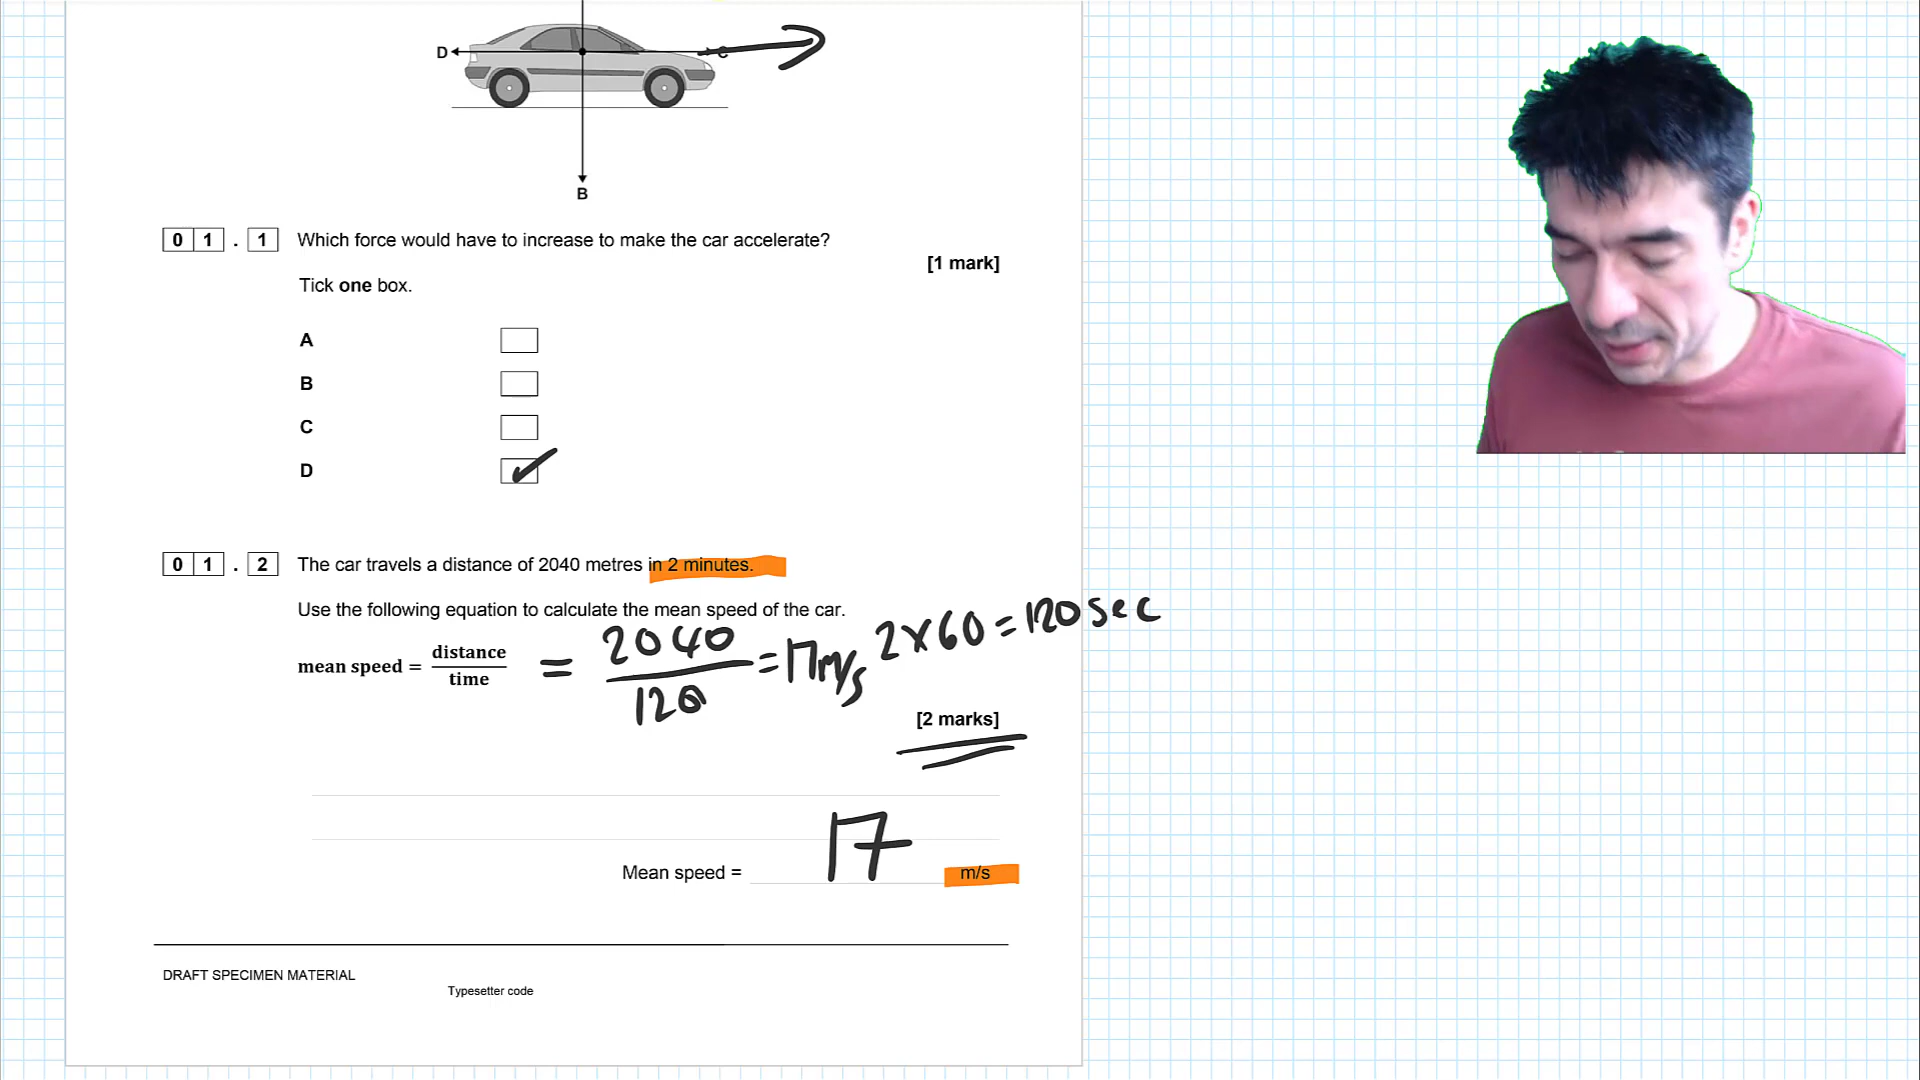 D C
B
0 1 . 1 Which force would have to increase to make the car accelerate?
[1 mark]
Tick one box.
A
B
C
D
0 1 . 2 The car travels a distance of 2040 metres in 2 minutes.
Use the following equation to calculate the mean speed of the car.
mean speed = distance/time = 2040/120 = 17m/s 2×60=120sec
[2 marks]
17
Mean speed = m/s
DRAFT SPECIMEN MATERIAL
Typesetter code